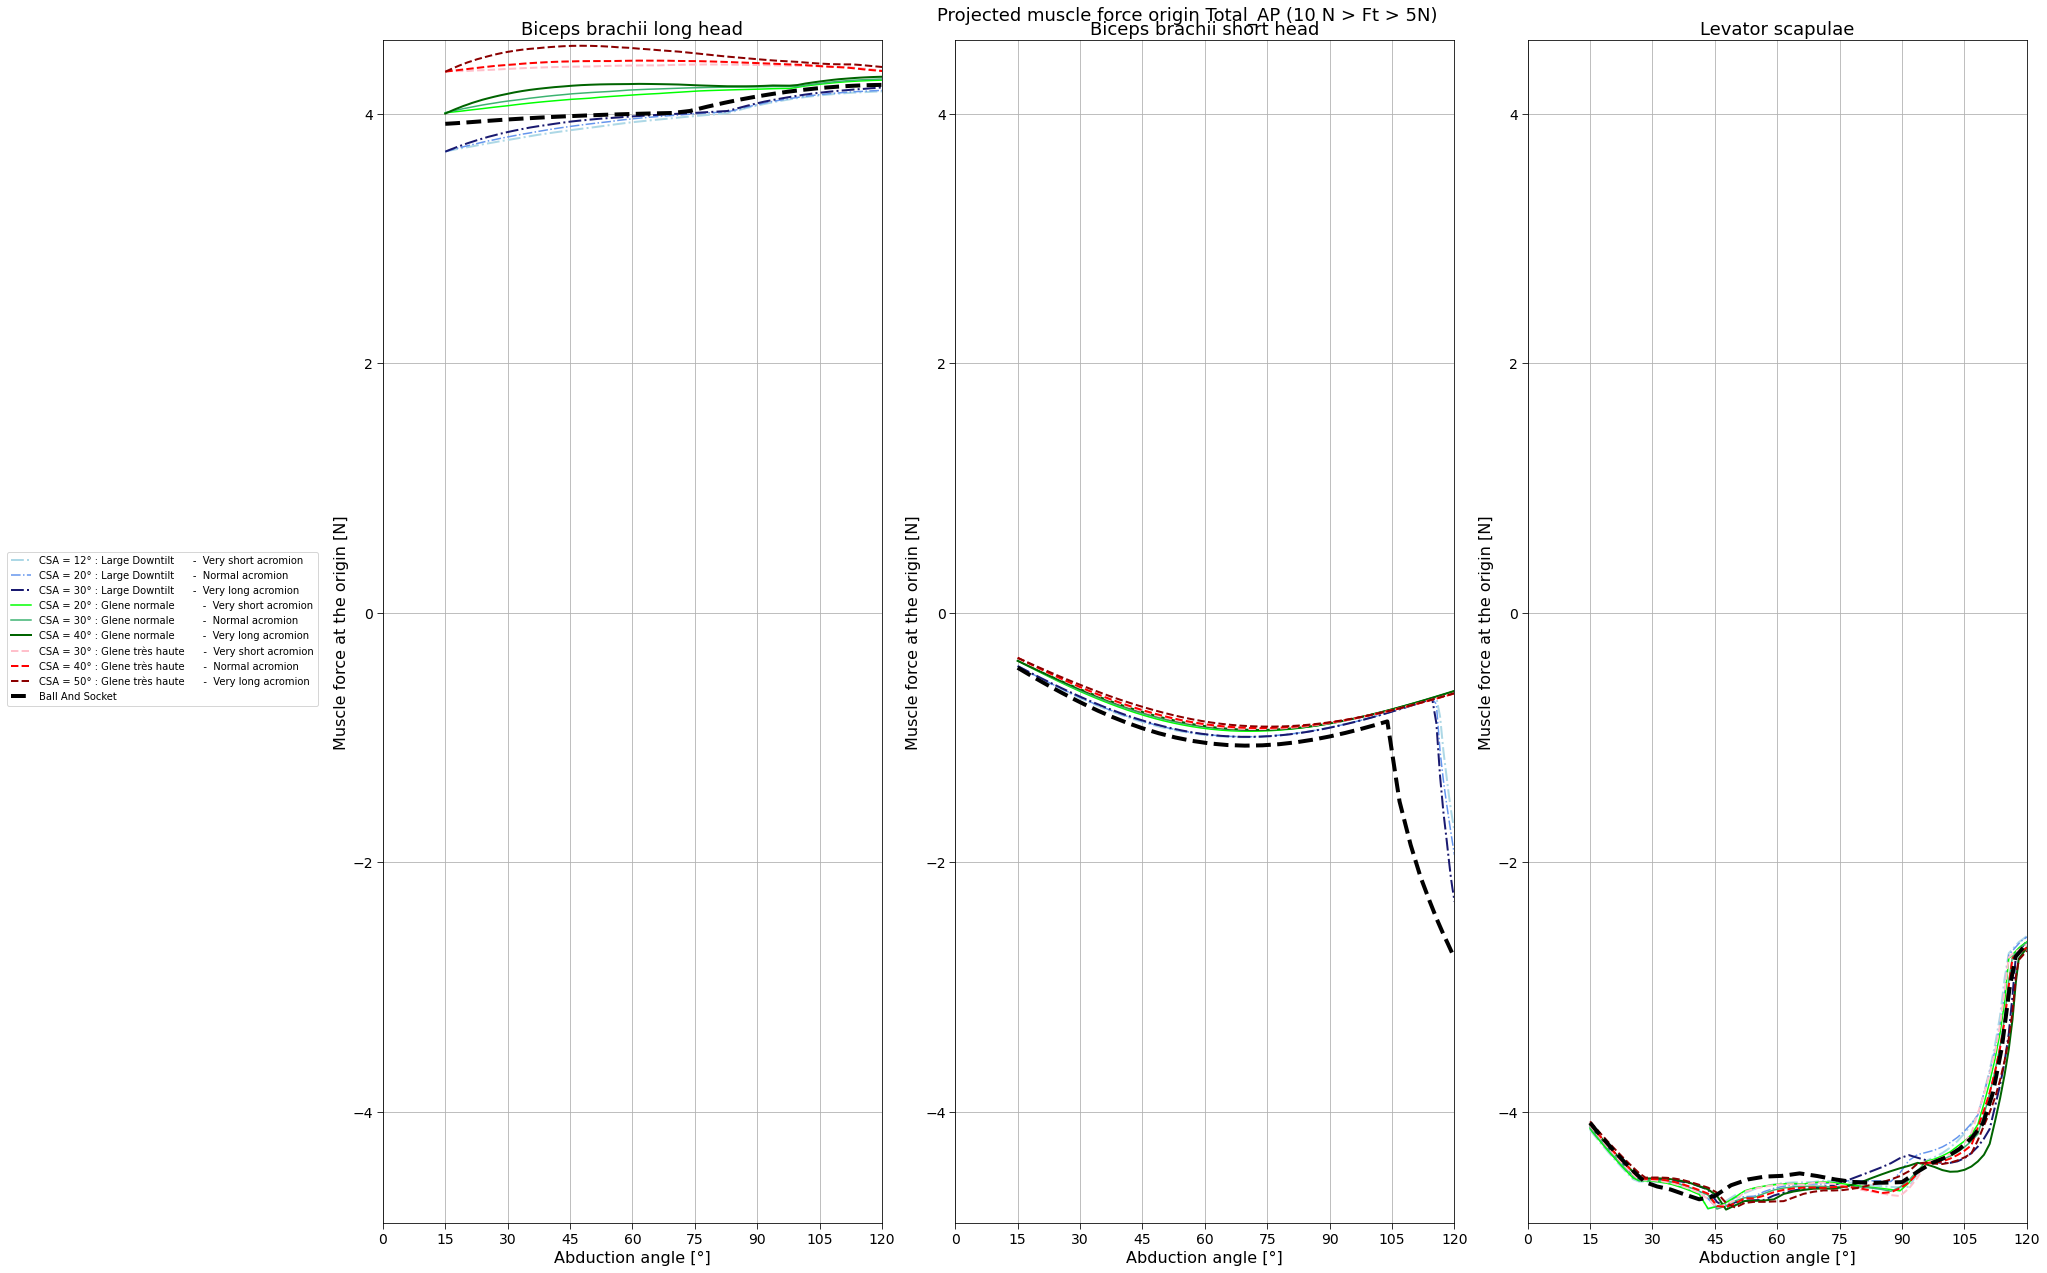 Projected muscle force origin Total_AP (10 N > Ft > 5N)
Biceps brachii long head
Biceps brachii short head
Levator scapulae
4
2
0
−2
−4
Muscle force at the origin [N]
0 15 30 45 60 75 90 105 120
Abduction angle [°]
4
2
0
−2
−4
Muscle force at the origin [N]
0 15 30 45 60 75 90 105 120
Abduction angle [°]
4
2
0
−2
−4
Muscle force at the origin [N]
0 15 30 45 60 75 90 105 120
Abduction angle [°]
CSA = 12° : Large Downtilt - Very short acromion
CSA = 20° : Large Downtilt - Normal acromion
CSA = 30° : Large Downtilt - Very long acromion
CSA = 20° : Glene normale - Very short acromion
CSA = 30° : Glene normale - Normal acromion
CSA = 40° : Glene normale - Very long acromion
CSA = 30° : Glene très haute - Very short acromion
CSA = 40° : Glene très haute - Normal acromion
CSA = 50° : Glene très haute - Very long acromion
Ball And Socket